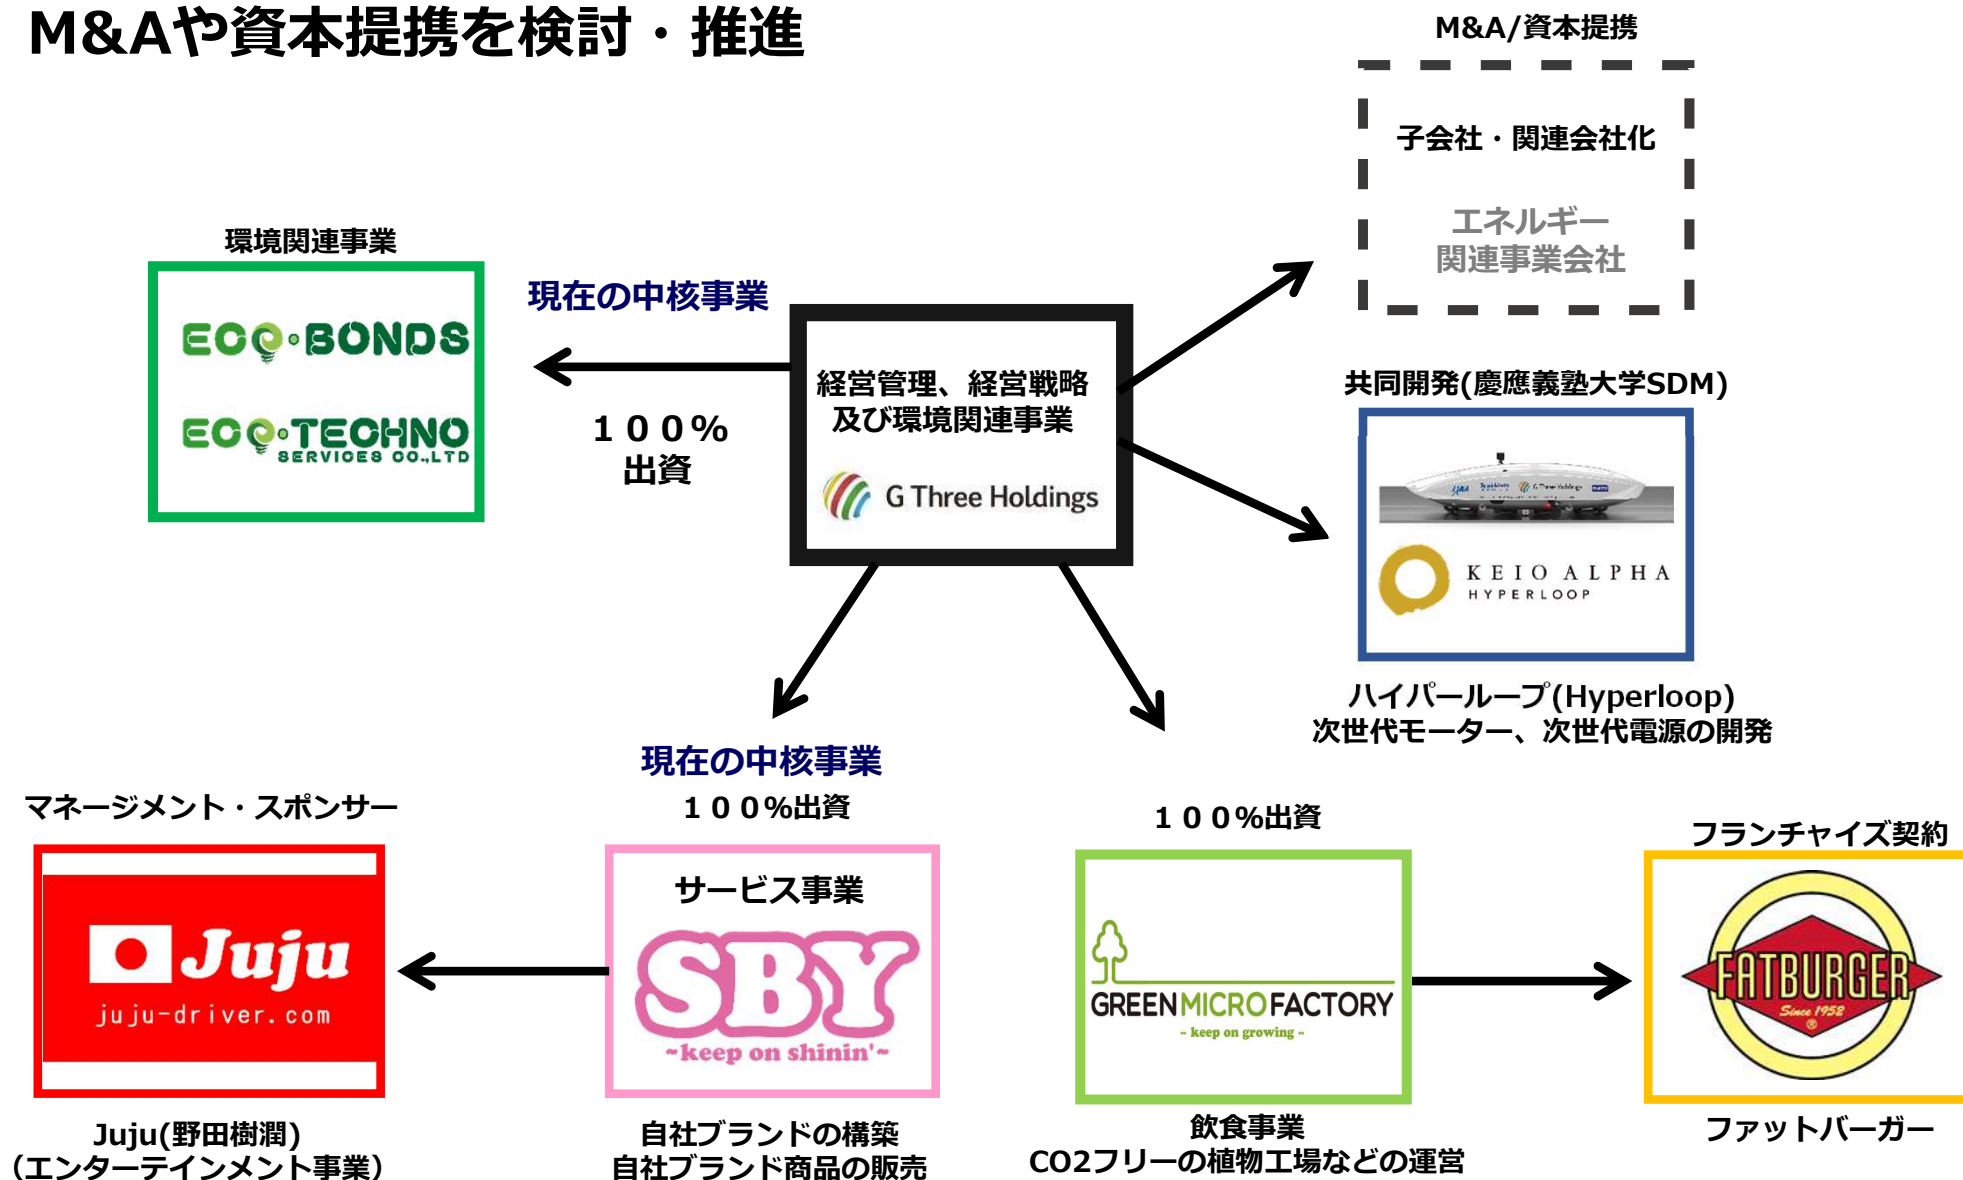 M&Aや資本提携を検討・推進
M&A/資本提携
子会社・関連会社化
エネルギー
関連事業会社
環境関連事業
ECO・BONDS
ECO・TECHNO
SERVICES CO.,LTD
現在の中核事業
１００%
出資
経営管理、経営戦略
及び環境関連事業
G Three Holdings
共同開発(慶應義塾大学SDM)
G Three Holdings
KEIO ALPHA
HYPERLOOP
ハイパーループ(Hyperloop)
次世代モーター、次世代電源の開発
マネージメント・スポンサー
Juju
juju-driver.com
Juju(野田樹潤)
（エンターテインメント事業）
現在の中核事業
１００%出資
サービス事業
SBY
~keep on shinin'~
自社ブランドの構築
自社ブランド商品の販売
１００%出資
GREEN MICRO FACTORY
- keep on growing -
飲食事業
CO2フリーの植物工場などの運営
フランチャイズ契約
FATBURGER
Since 1952
®
ファットバーガー